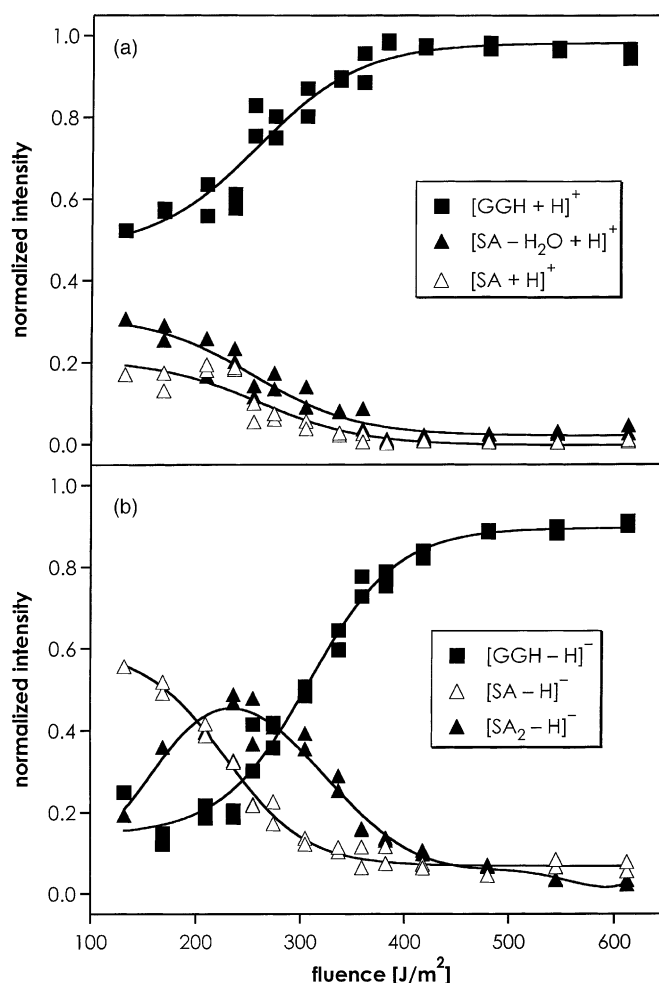 (a)
1.0
0.8
0.6
0.4
0.2
0.0
normalized intensity
[GGH + H]⁺
[SA – H₂O + H]⁺
[SA + H]⁺
(b)
1.0
0.8
0.6
0.4
0.2
0.0
normalized intensity
[GGH – H]⁻
[SA – H]⁻
[SA₂ – H]⁻
100 200 300 400 500 600
fluence [J/m²]